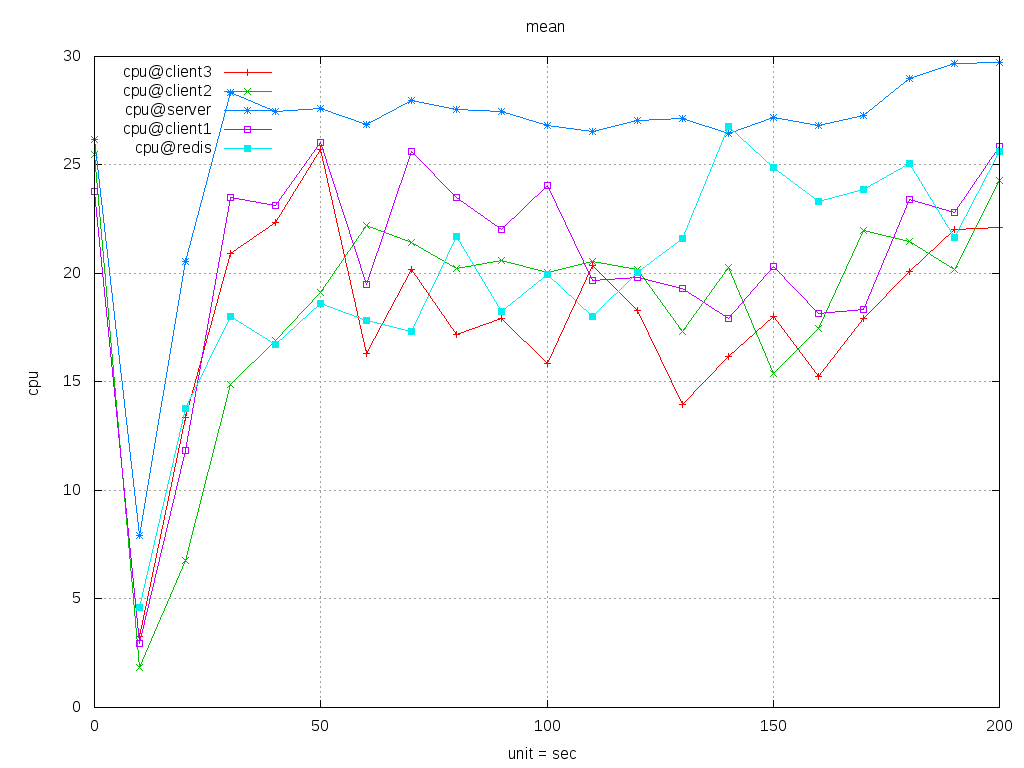 mean
30
25
20
15
10
5
0
cpu
cpu@client3
cpu@client2
cpu@server
cpu@client1
cpu@redis
0 50 100 150 200
unit = sec